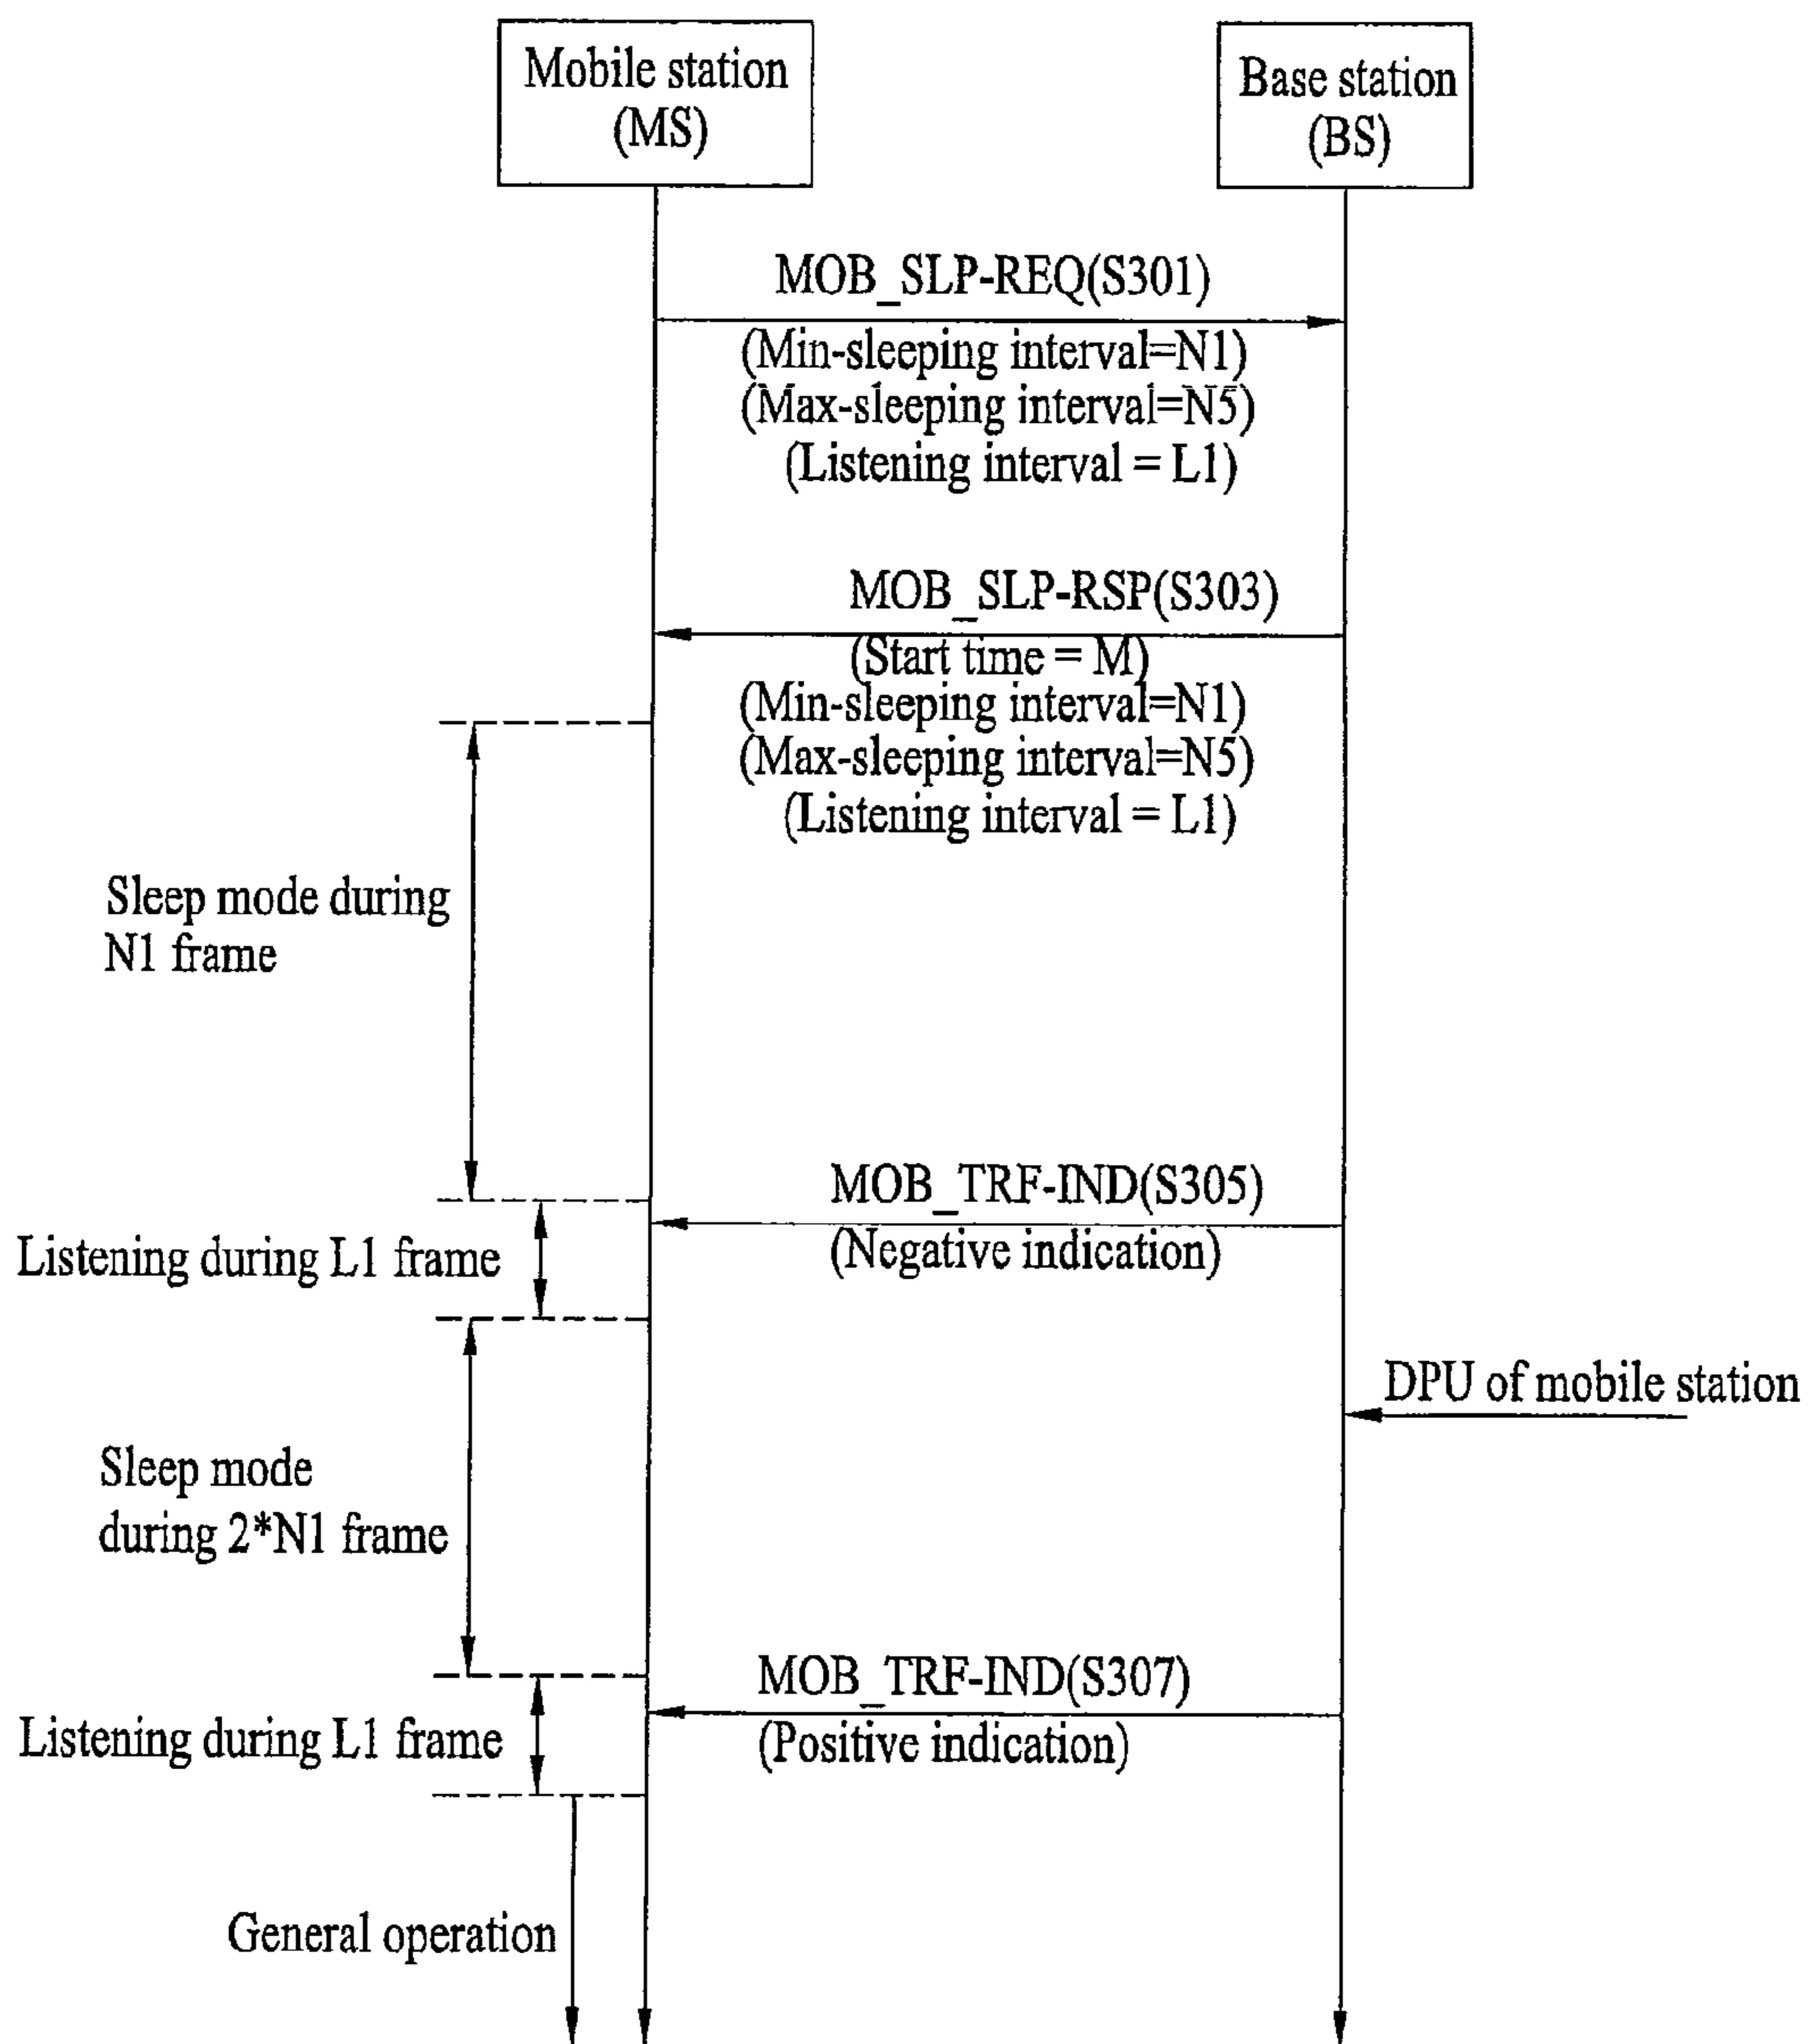 Mobile station
(MS)
Base station
(BS)
MOB_SLP-REQ(S301)
(Min-sleeping interval=N1)
(Max-sleeping interval=N5)
(Listening interval = L1)
MOB_SLP-RSP(S303)
(Start time = M)
(Min-sleeping interval=N1)
(Max-sleeping interval=N5)
(Listening interval = L1)
Sleep mode during
N1 frame
MOB_TRF-IND(S305)
(Negative indication)
Listening during L1 frame
DPU of mobile station
Sleep mode
during 2*N1 frame
MOB_TRF-IND(S307)
(Positive indication)
Listening during L1 frame
General operation